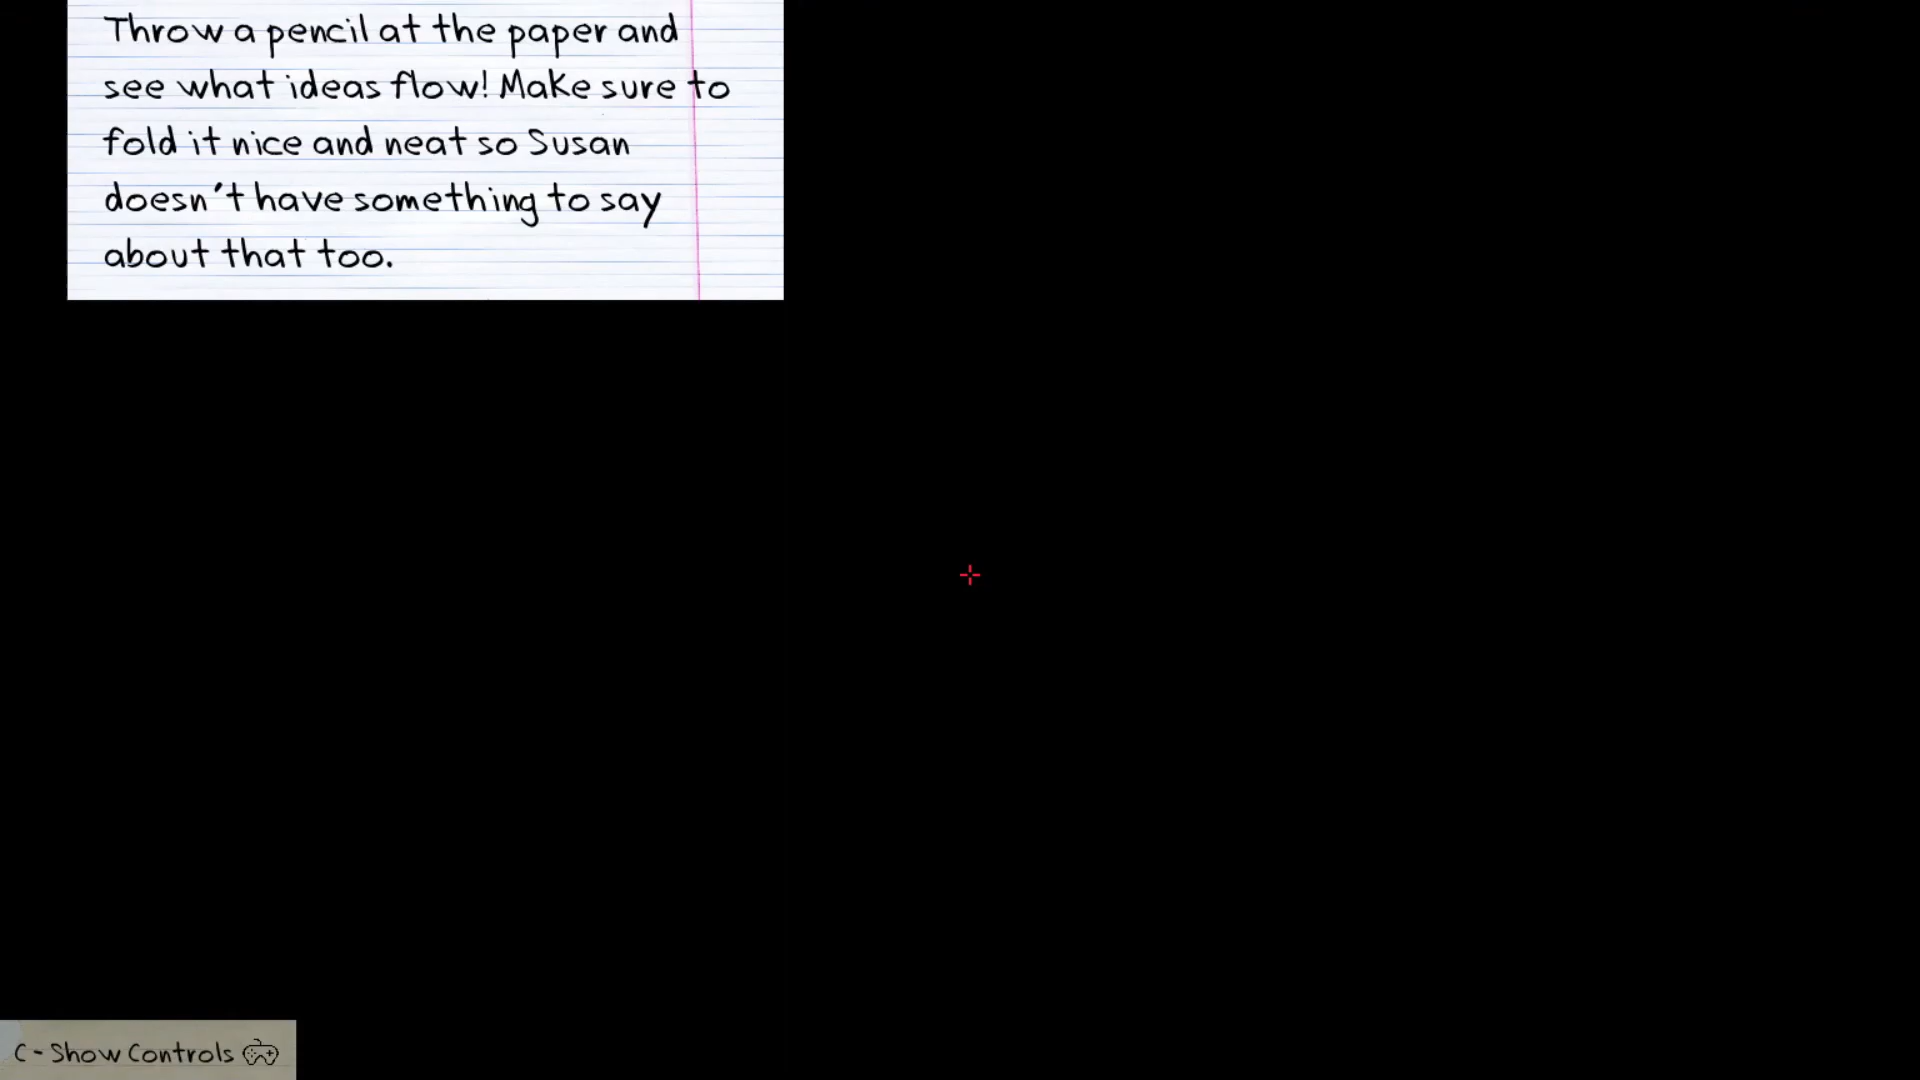 Throw a pencil at the paper and
see what ideas flow! Make sure to
fold it nice and neat so Susan
doesn't have something to say
about that too.
C - Show Controls